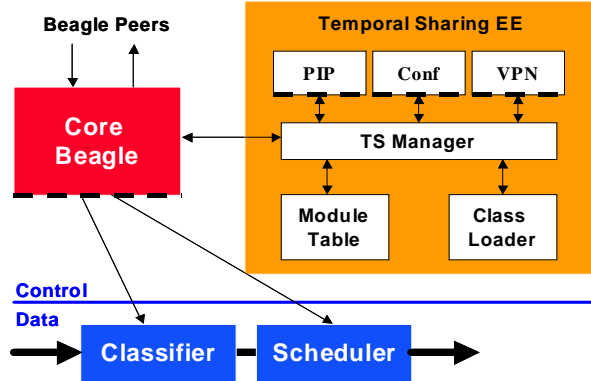 Beagle Peers
Temporal Sharing EE
PIP
Conf
VPN
Core
Beagle
TS Manager
Module
Table
Class
Loader
Control
Data
Classifier
Scheduler